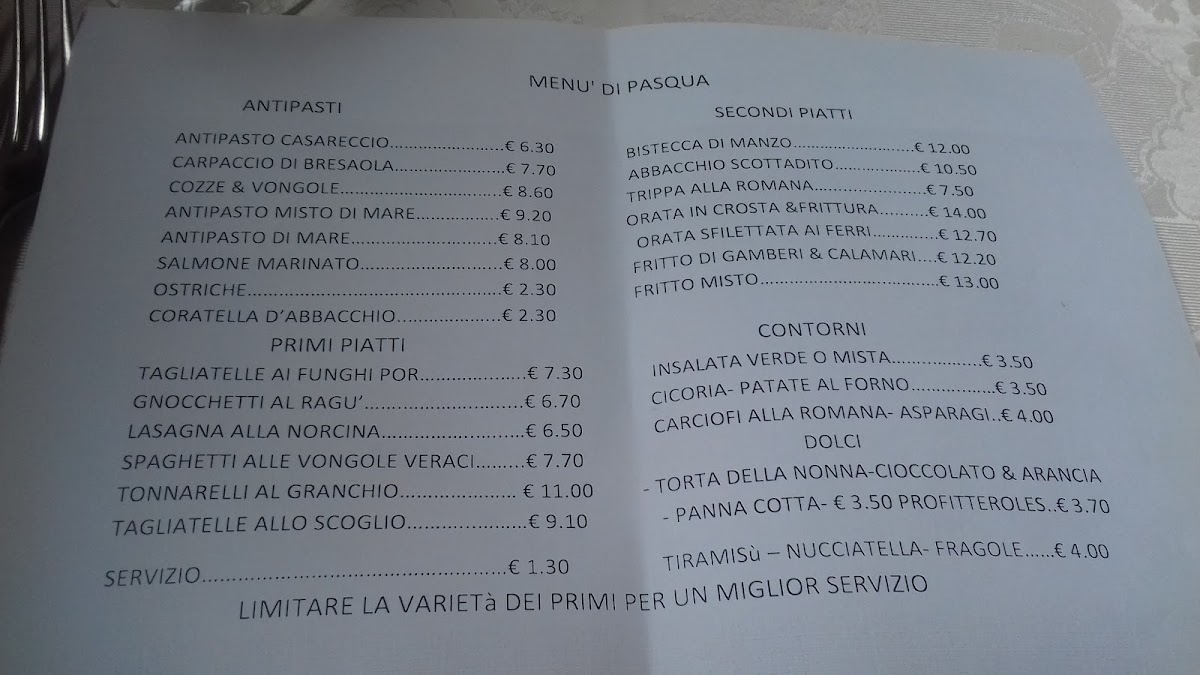 MENU' DI PASQUA
ANTIPASTI
ANTIPASTO CASARECCIO........................€ 6.30
CARPACCIO DI BRESAOLA.......................€ 7.70
COZZE & VONGOLE..................................€ 8.60
ANTIPASTO MISTO DI MARE.................€ 9.20
ANTIPASTO DI MARE...............................€ 8.10
SALMONE MARINATO..............................€ 8.00
OSTRICHE.....................................................€ 2.30
CORATELLA D’ABBACCHIO......................€ 2.30
PRIMI PIATTI
TAGLIATELLE AI FUNGHI POR......................€ 7.30
GNOCCHETTI AL RAGU’................................€ 6.70
LASAGNA ALLA NORCINA............................€ 6.50
SPAGHETTI ALLE VONGOLE VERACI.........€ 7.70
TONNARELLI AL GRANCHIO...................... € 11.00
TAGLIATELLE ALLO SCOGLIO.......................€ 9.10
SERVIZIO....................................................€ 1.30
SECONDI PIATTI
BISTECCA DI MANZO..........................€ 12.00
ABBACCHIO SCOTTADITO..................€ 10.50
TRIPPA ALLA ROMANA.......................€ 7.50
ORATA IN CROSTA &FRITTURA..........€ 14.00
ORATA SFILETTATA AI FERRI.............€ 12.70
FRITTO DI GAMBERI & CALAMARI....€ 12.20
FRITTO MISTO.....................................€ 13.00
CONTORNI
INSALATA VERDE O MISTA..................€ 3.50
CICORIA- PATATE AL FORNO.................€ 3.50
CARCIOFI ALLA ROMANA- ASPARAGI..€ 4.00
DOLCI
- TORTA DELLA NONNA-CIOCCOLATO & ARANCIA
- PANNA COTTA- € 3.50 PROFITTEROLES..€ 3.70
TIRAMISù – NUCCIATELLA- FRAGOLE......€ 4.00
LIMITARE LA VARIETà DEI PRIMI PER UN MIGLIOR SERVIZIO